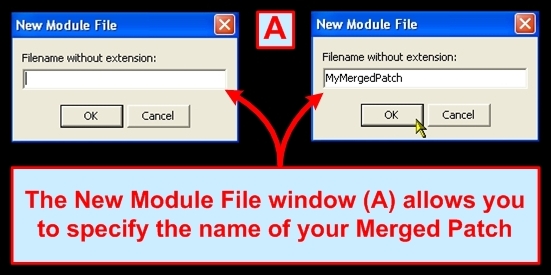 New Module File
Filename without extension:
OK Cancel
A
New Module File
Filename without extension:
MyMergedPatch
OK Cancel
The New Module File window (A) allows you
to specify the name of your Merged Patch